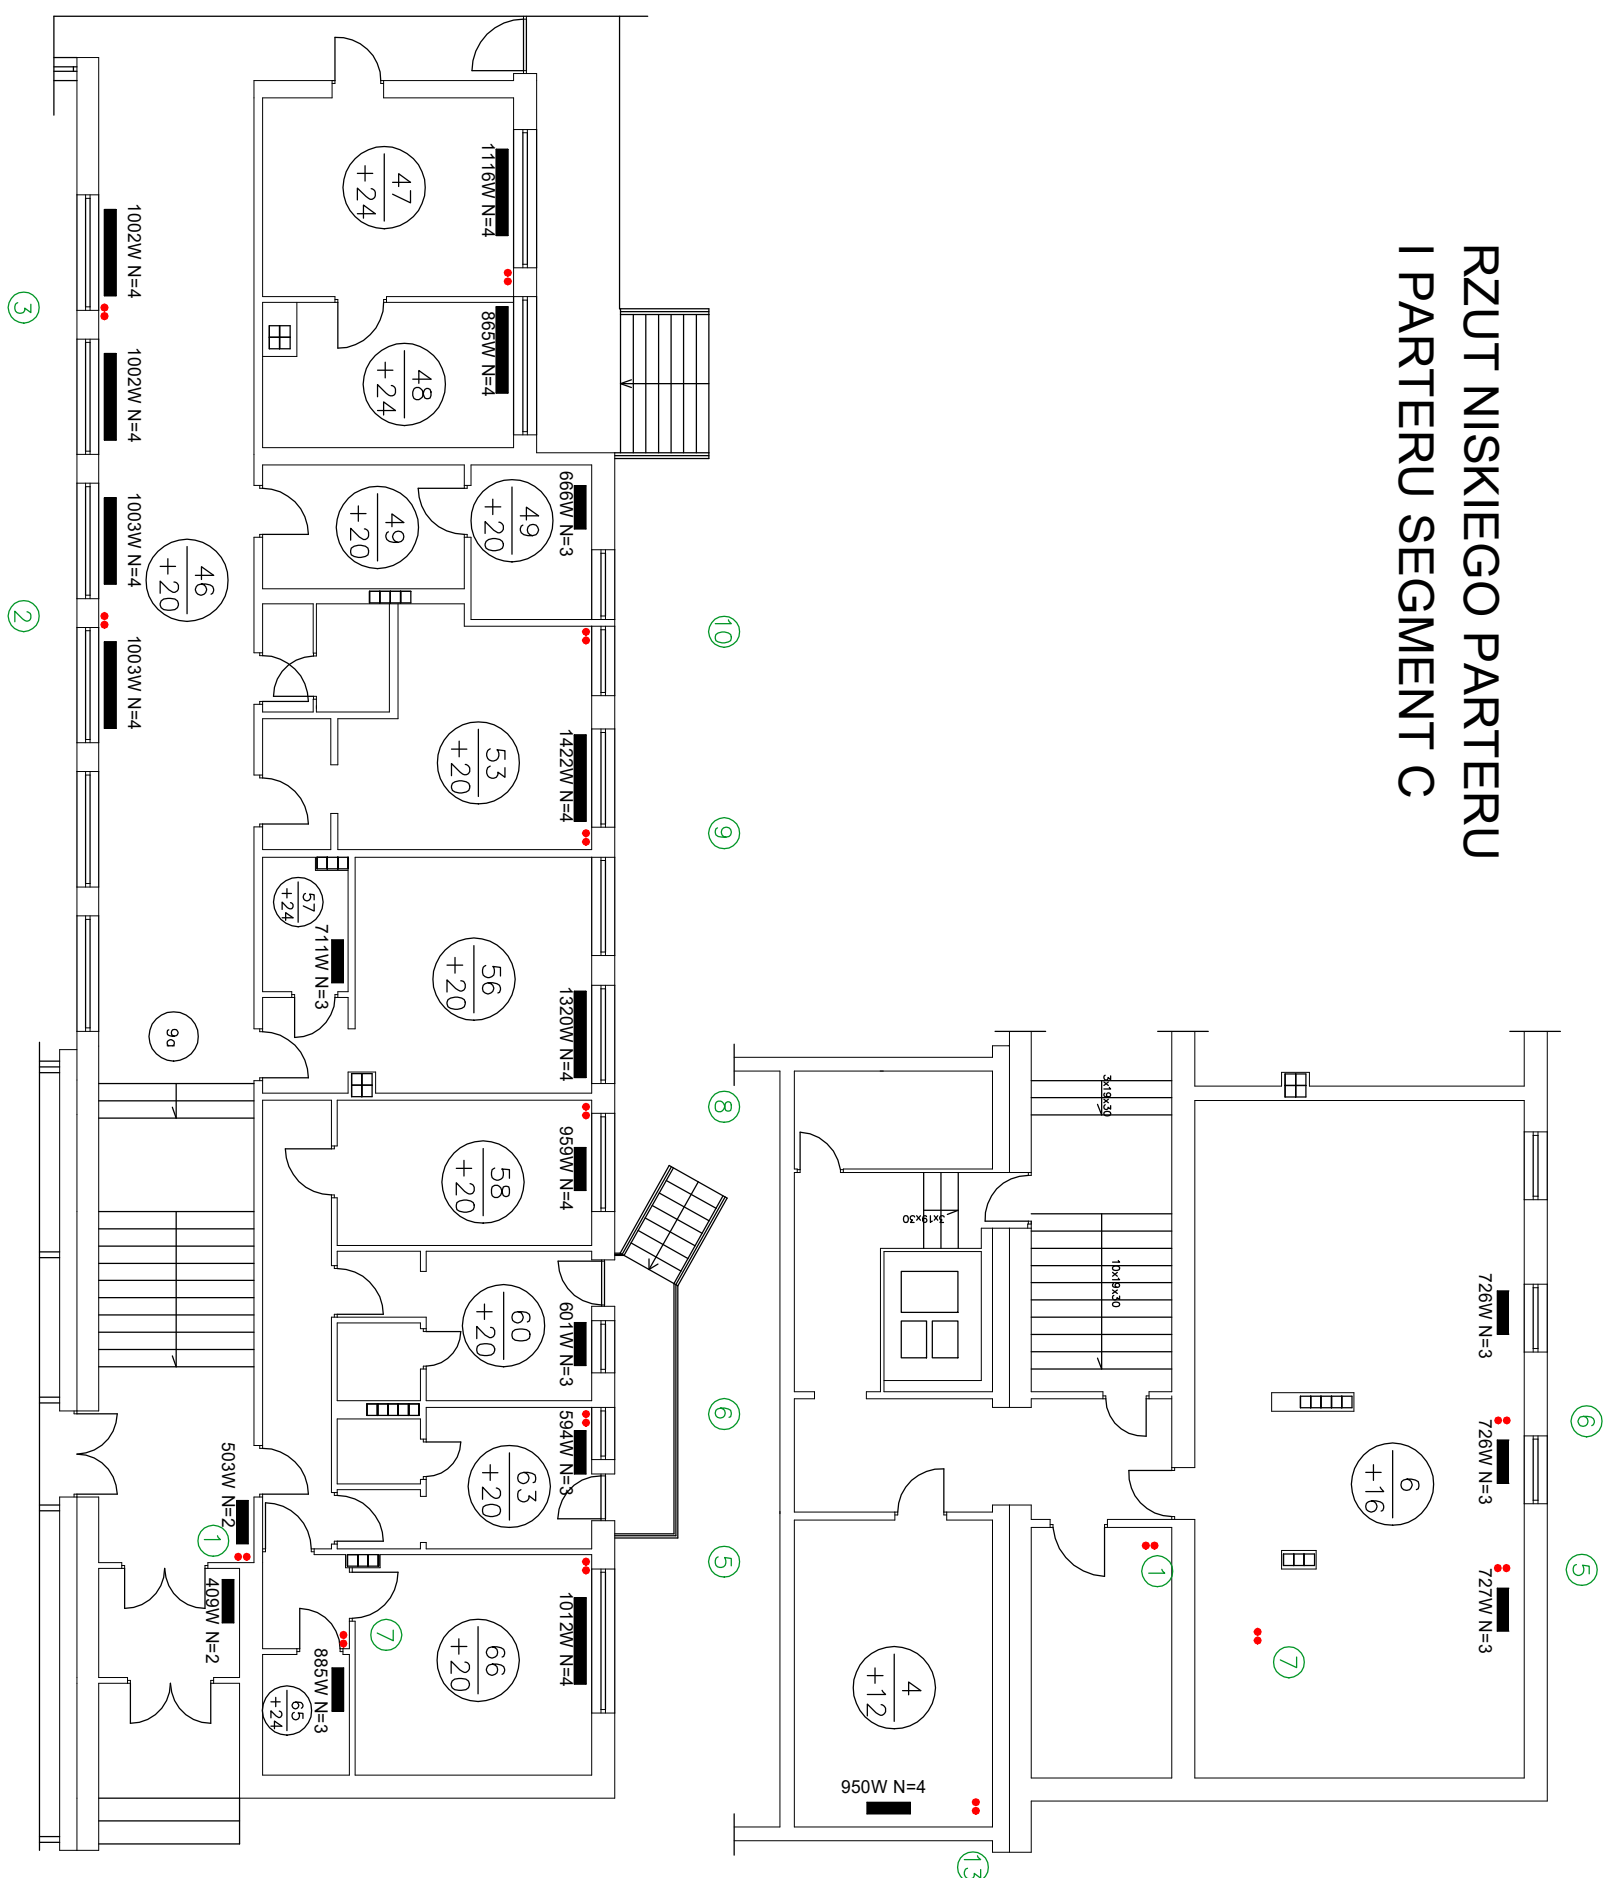 RZUT NISKIEGO PARTERU
I PARTERU SEGMENT C
47
+24
1116W N=4
48
+24
865W N=4
1002W N=4
3
1002W N=4
1003W N=4
2
1003W N=4
46
+20
49
+20
49
+20
666W N=3
10
53
+20
1422W N=4
9
57
+24
711W N=3
56
+20
1320W N=4
9a
8
58
+20
959W N=4
60
+20
601W N=3
6
63
+20
594W N=3
5
503W N=2
1
409W N=2
66
+20
1012W N=4
7
65
+24
885W N=3
3x19x30
3x19x30
10x19x30
726W N=3
6
726W N=3
6
+16
5
727W N=3
1
7
4
+12
950W N=4
13